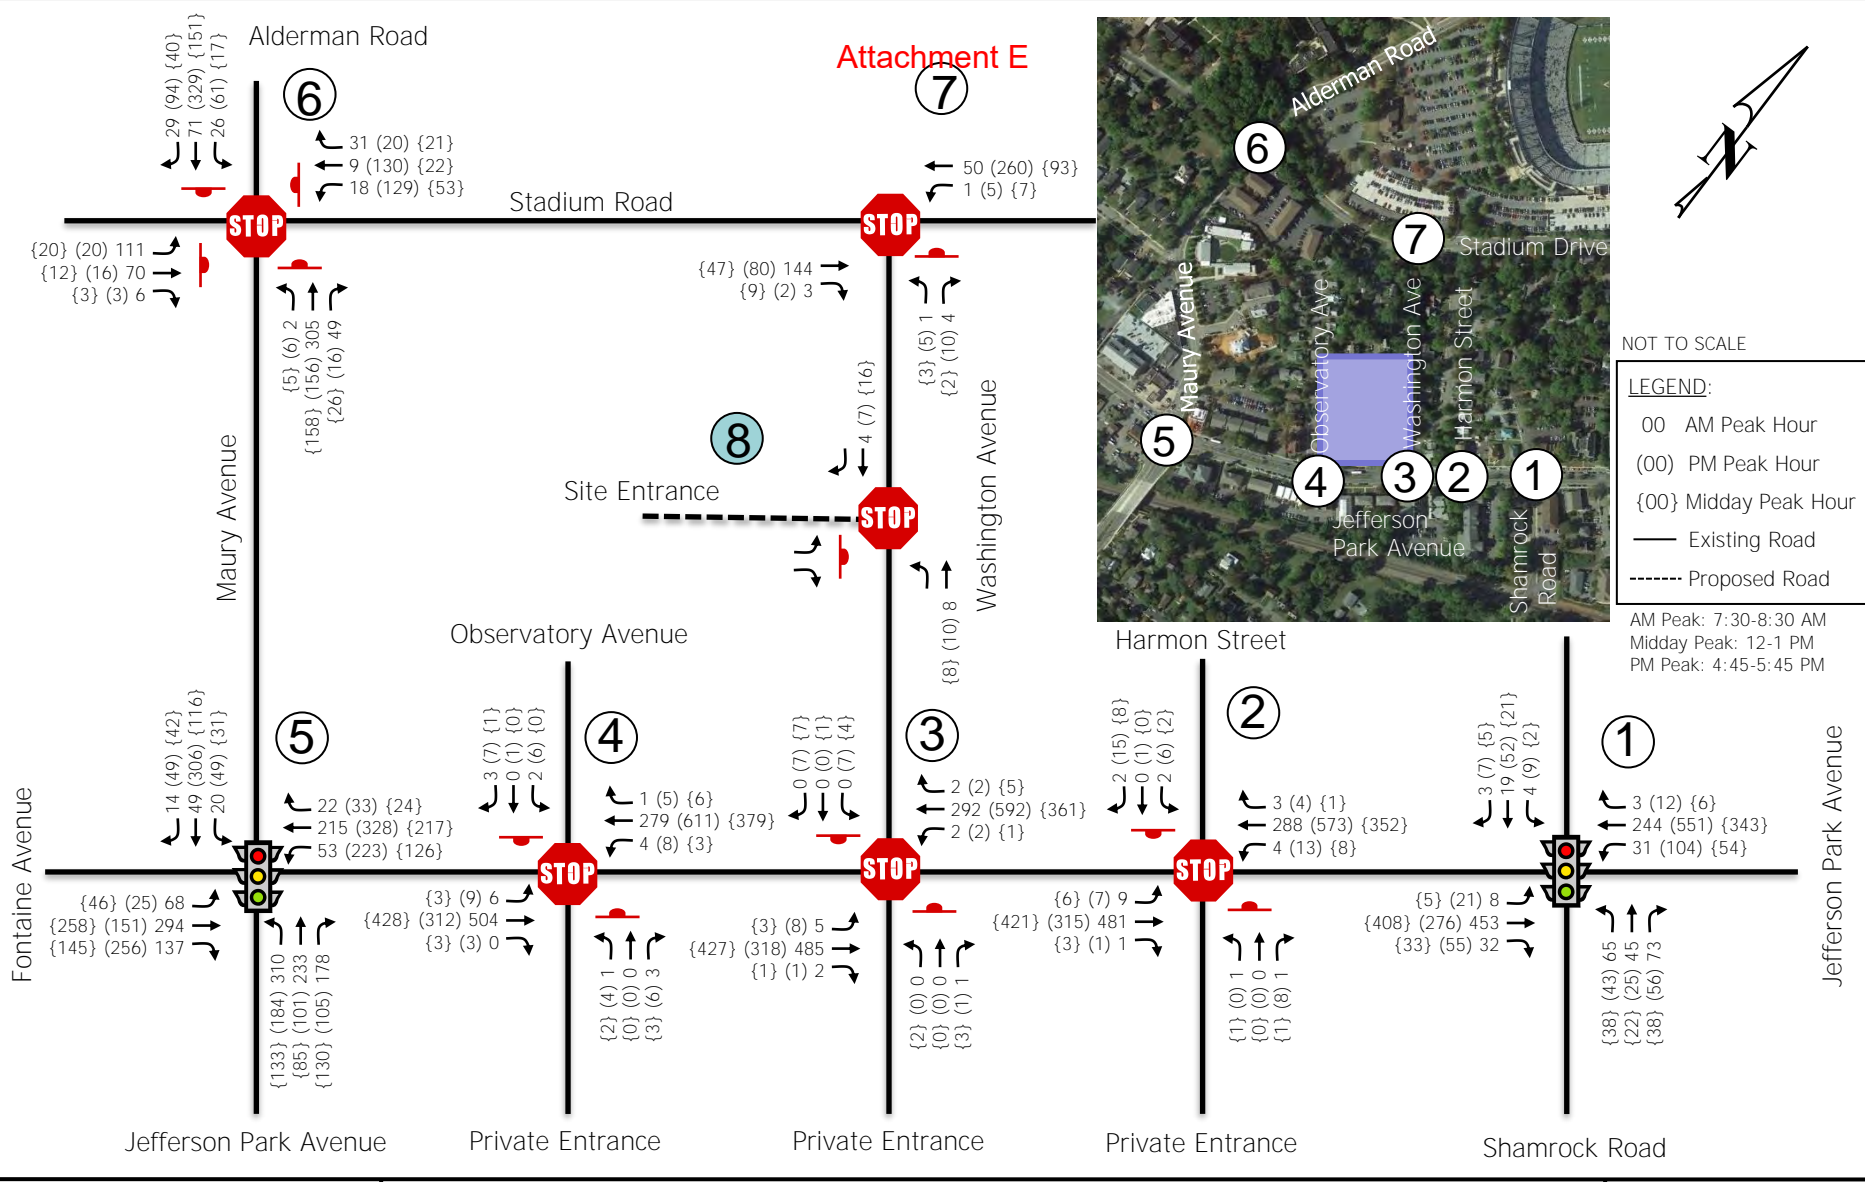 Attachment E
Alderman Road
29 (94) {40}
71 (329) {151}
26 (61) {17}
6
31 (20) {21}
9 (130) {22}
18 (129) {53}
STOP
{20} (20) 111
{12} (16) 70
{3} (3) 6
{5} (6) 2
{158} (156) 305
{26} (16) 49
Stadium Road
7
50 (260) {93}
1 (5) {7}
STOP
{47} (80) 144
{9} (2) 3
{3} (5) 1
{2} (10) 4
Maury Avenue
8
4 (7) {16}
Site Entrance
STOP
{8} (10) 8
Washington Avenue
Alderman Road
6
7
Stadium Drive
Maury Avenue
Observatory Ave
Washington Ave
Harmon Street
5
4
3
2
1
Jefferson
Park Avenue
Shamrock
Road
N
NOT TO SCALE
LEGEND:
00 AM Peak Hour
(00) PM Peak Hour
{00} Midday Peak Hour
Existing Road
Proposed Road
AM Peak: 7:30-8:30 AM
Midday Peak: 12-1 PM
PM Peak: 4:45-5:45 PM
Fontaine Avenue
14 (49) {42}
49 (306) {116}
20 (49) {31}
5
22 (33) {24}
215 (328) {217}
53 (223) {126}
{46} (25) 68
{258} (151) 294
{145} (256) 137
{133} (184) 310
{85} (101) 233
{130} (105) 178
Jefferson Park Avenue
Observatory Avenue
3 (7) {1}
0 (1) {0}
2 (6) {0}
4
1 (5) {6}
279 (611) {379}
4 (8) {3}
STOP
{3} (9) 6
{428} (312) 504
{3} (3) 0
{2} (4) 1
{0} (0) 0
{3} (6) 3
Private Entrance
0 (7) {7}
0 (0) {1}
0 (7) {4}
3
2 (2) {5}
292 (592) {361}
2 (2) {1}
STOP
{3} (8) 5
{427} (318) 485
{1} (1) 2
{2} (0) 0
{0} (0) 0
{3} (1) 1
Private Entrance
Harmon Street
2 (15) {8}
0 (1) {0}
2 (6) {2}
2
3 (4) {1}
288 (573) {352}
4 (13) {8}
STOP
{6} (7) 9
{421} (315) 481
{3} (1) 1
{1} (0) 1
{0} (0) 0
{1} (8) 1
Private Entrance
3 (7) {5}
19 (52) {21}
4 (9) {2}
1
3 (12) {6}
244 (551) {343}
31 (104) {54}
{5} (21) 8
{408} (276) 453
{33} (55) 32
{38} (43) 65
{22} (25) 45
{38} (56) 73
Shamrock Road
Jefferson Park Avenue